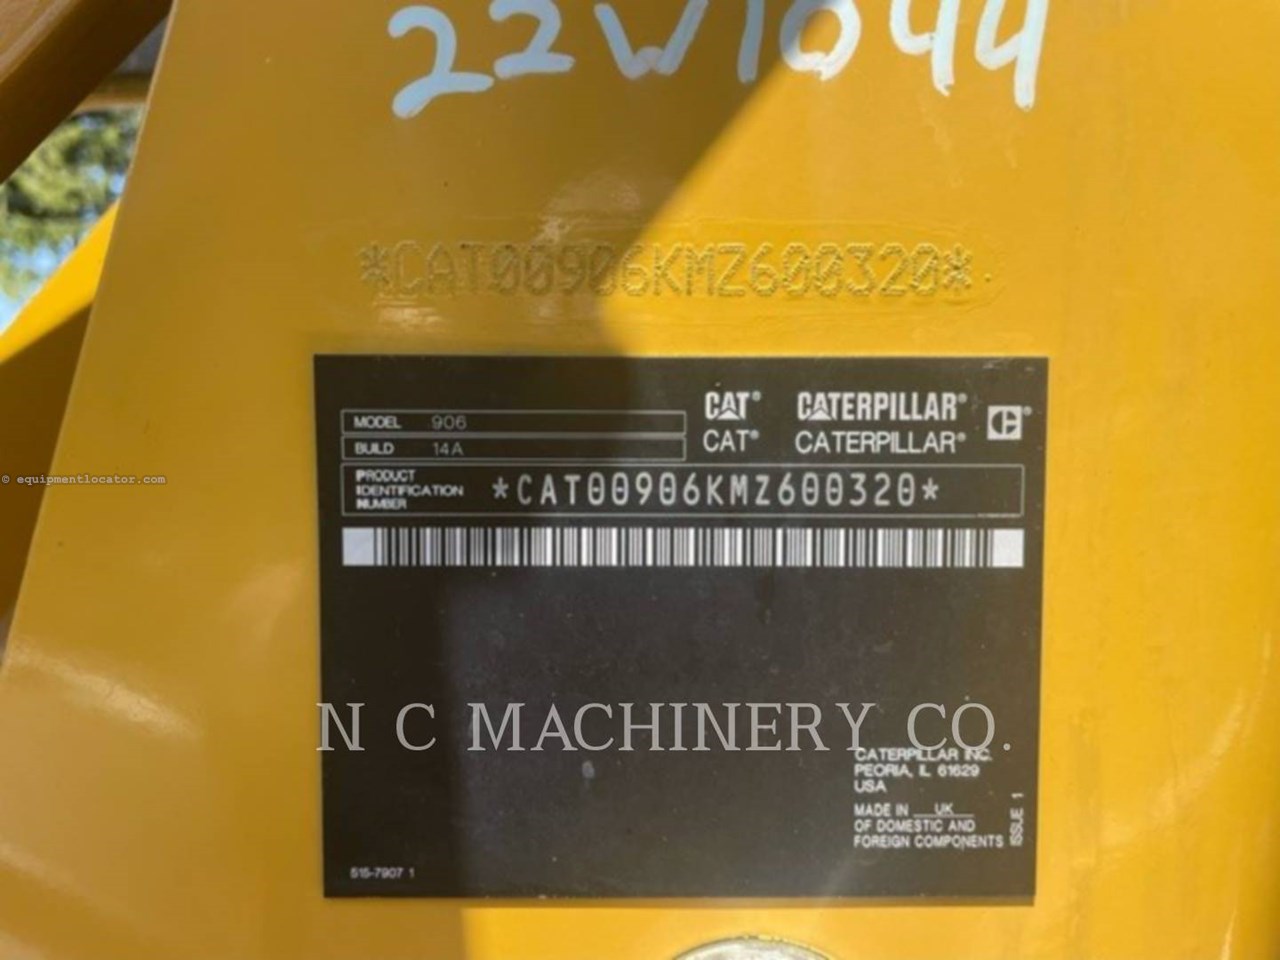 22W1044
*CAT00906KMZ600320*
MODEL 906
BUILD 14A
CAT® CATERPILLAR®
CAT® CATERPILLAR®
PRODUCT IDENTIFICATION NUMBER *CAT00906KMZ600320*
© equipmentlocator.com
N C MACHINERY CO.
CATERPILLAR INC.
PEORIA, IL 61629
USA
MADE IN UK
OF DOMESTIC AND
FOREIGN COMPONENTS
ISSUE 1
515-7907 1